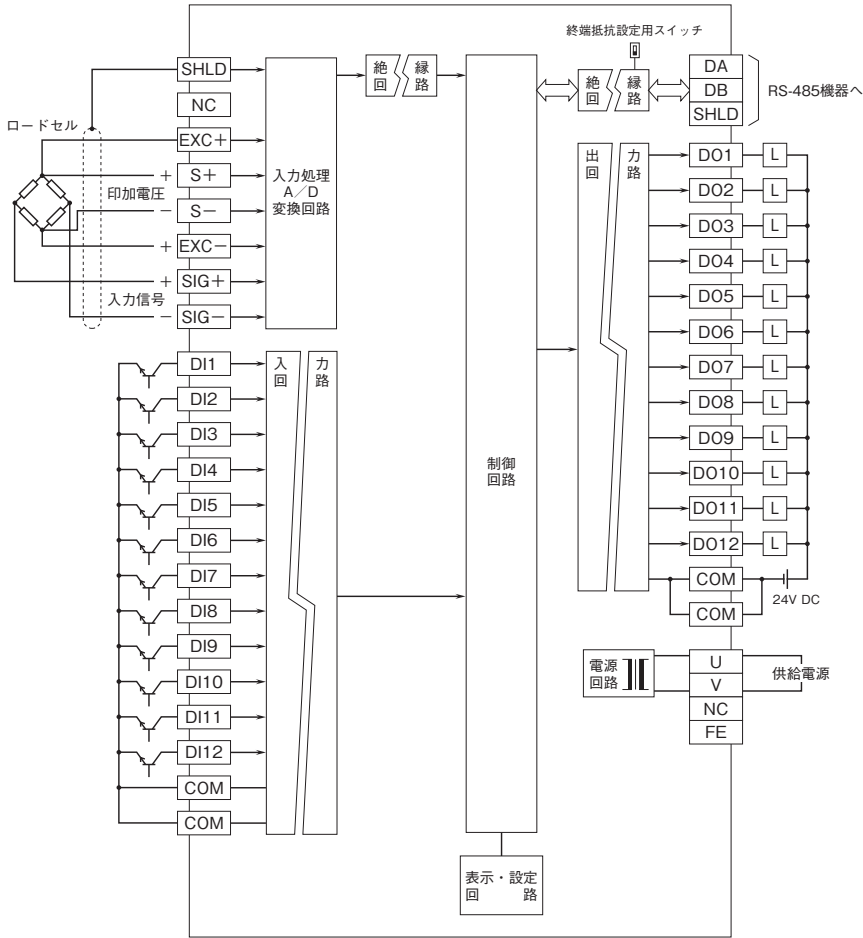 終端抵抗設定用スイッチ
SHLD
NC
EXC+
S+
S−
EXC−
SIG+
SIG−
ロードセル
+
印加電圧
−
+
+
入力信号
−
入力処理
A/D
変換回路
絶 縁
回 路
制御
回路
絶 縁
回 路
DA
DB
SHLD
RS-485機器へ
出 力
回 路
DO1 L
DO2 L
DO3 L
DO4 L
DO5 L
DO6 L
DO7 L
DO8 L
DO9 L
DO10 L
DO11 L
DO12 L
COM
COM
24V DC
DI1
DI2
DI3
DI4
DI5
DI6
DI7
DI8
DI9
DI10
DI11
DI12
COM
COM
入 力
回 路
電源
回路
U
V
NC
FE
供給電源
表示・設定
回 路